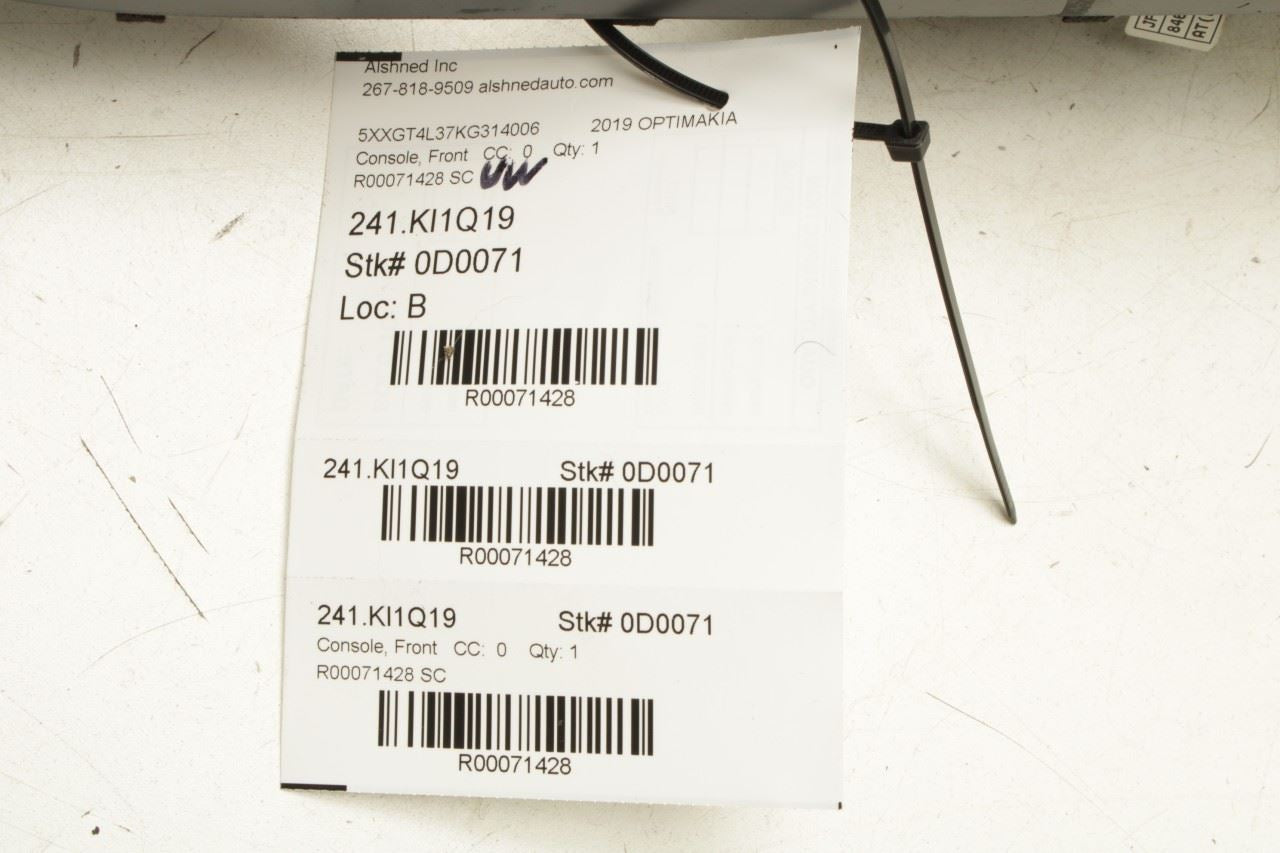 Alshned Inc
267-818-9509 alshnedauto.com
5XXGT4L37KG314006 2019 OPTIMAKIA
Console, Front CC: 0 Qty: 1
R00071428 SC UW
241.KI1Q19
Stk# 0D0071
Loc: B
R00071428
241.KI1Q19 Stk# 0D0071
R00071428
241.KI1Q19 Stk# 0D0071
Console, Front CC: 0 Qty: 1
R00071428 SC
R00071428